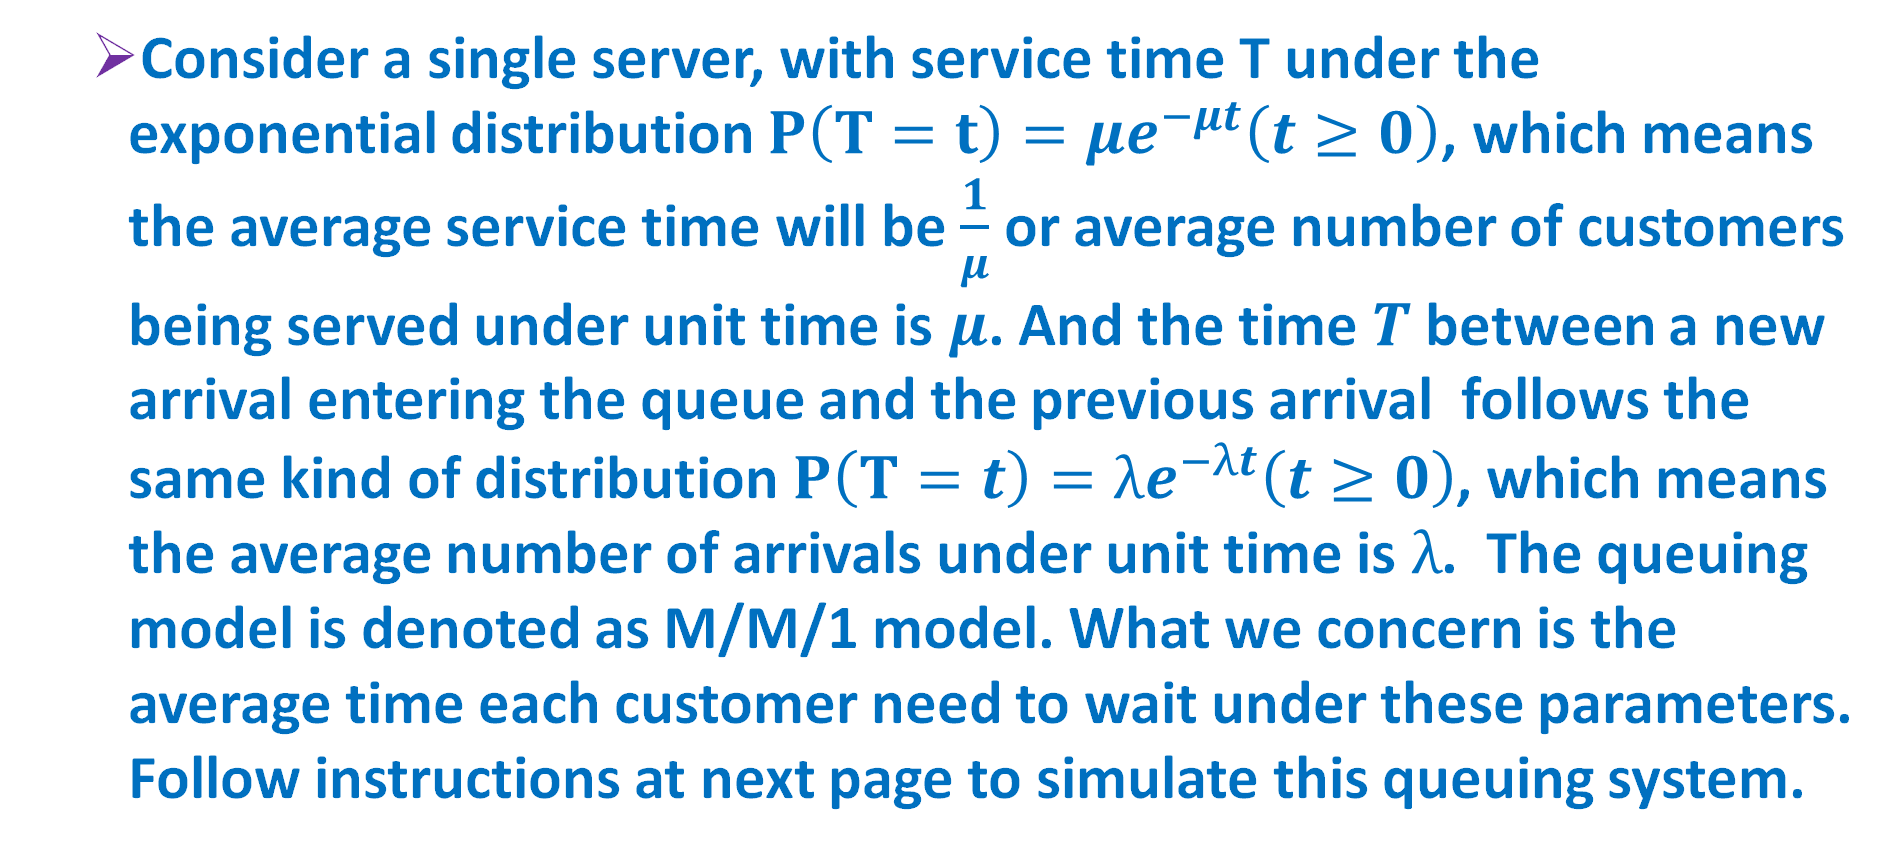 ➢Consider a single server, with service time T under the
exponential distribution P(T = t) = μe^{−μt}(t ≥ 0), which means
the average service time will be \frac{1}{μ} or average number of customers
being served under unit time is μ. And the time T between a new
arrival entering the queue and the previous arrival  follows the
same kind of distribution P(T = t) = λe^{−λt}(t ≥ 0), which means
the average number of arrivals under unit time is λ.  The queuing
model is denoted as M/M/1 model. What we concern is the
average time each customer need to wait under these parameters.
Follow instructions at next page to simulate this queuing system.